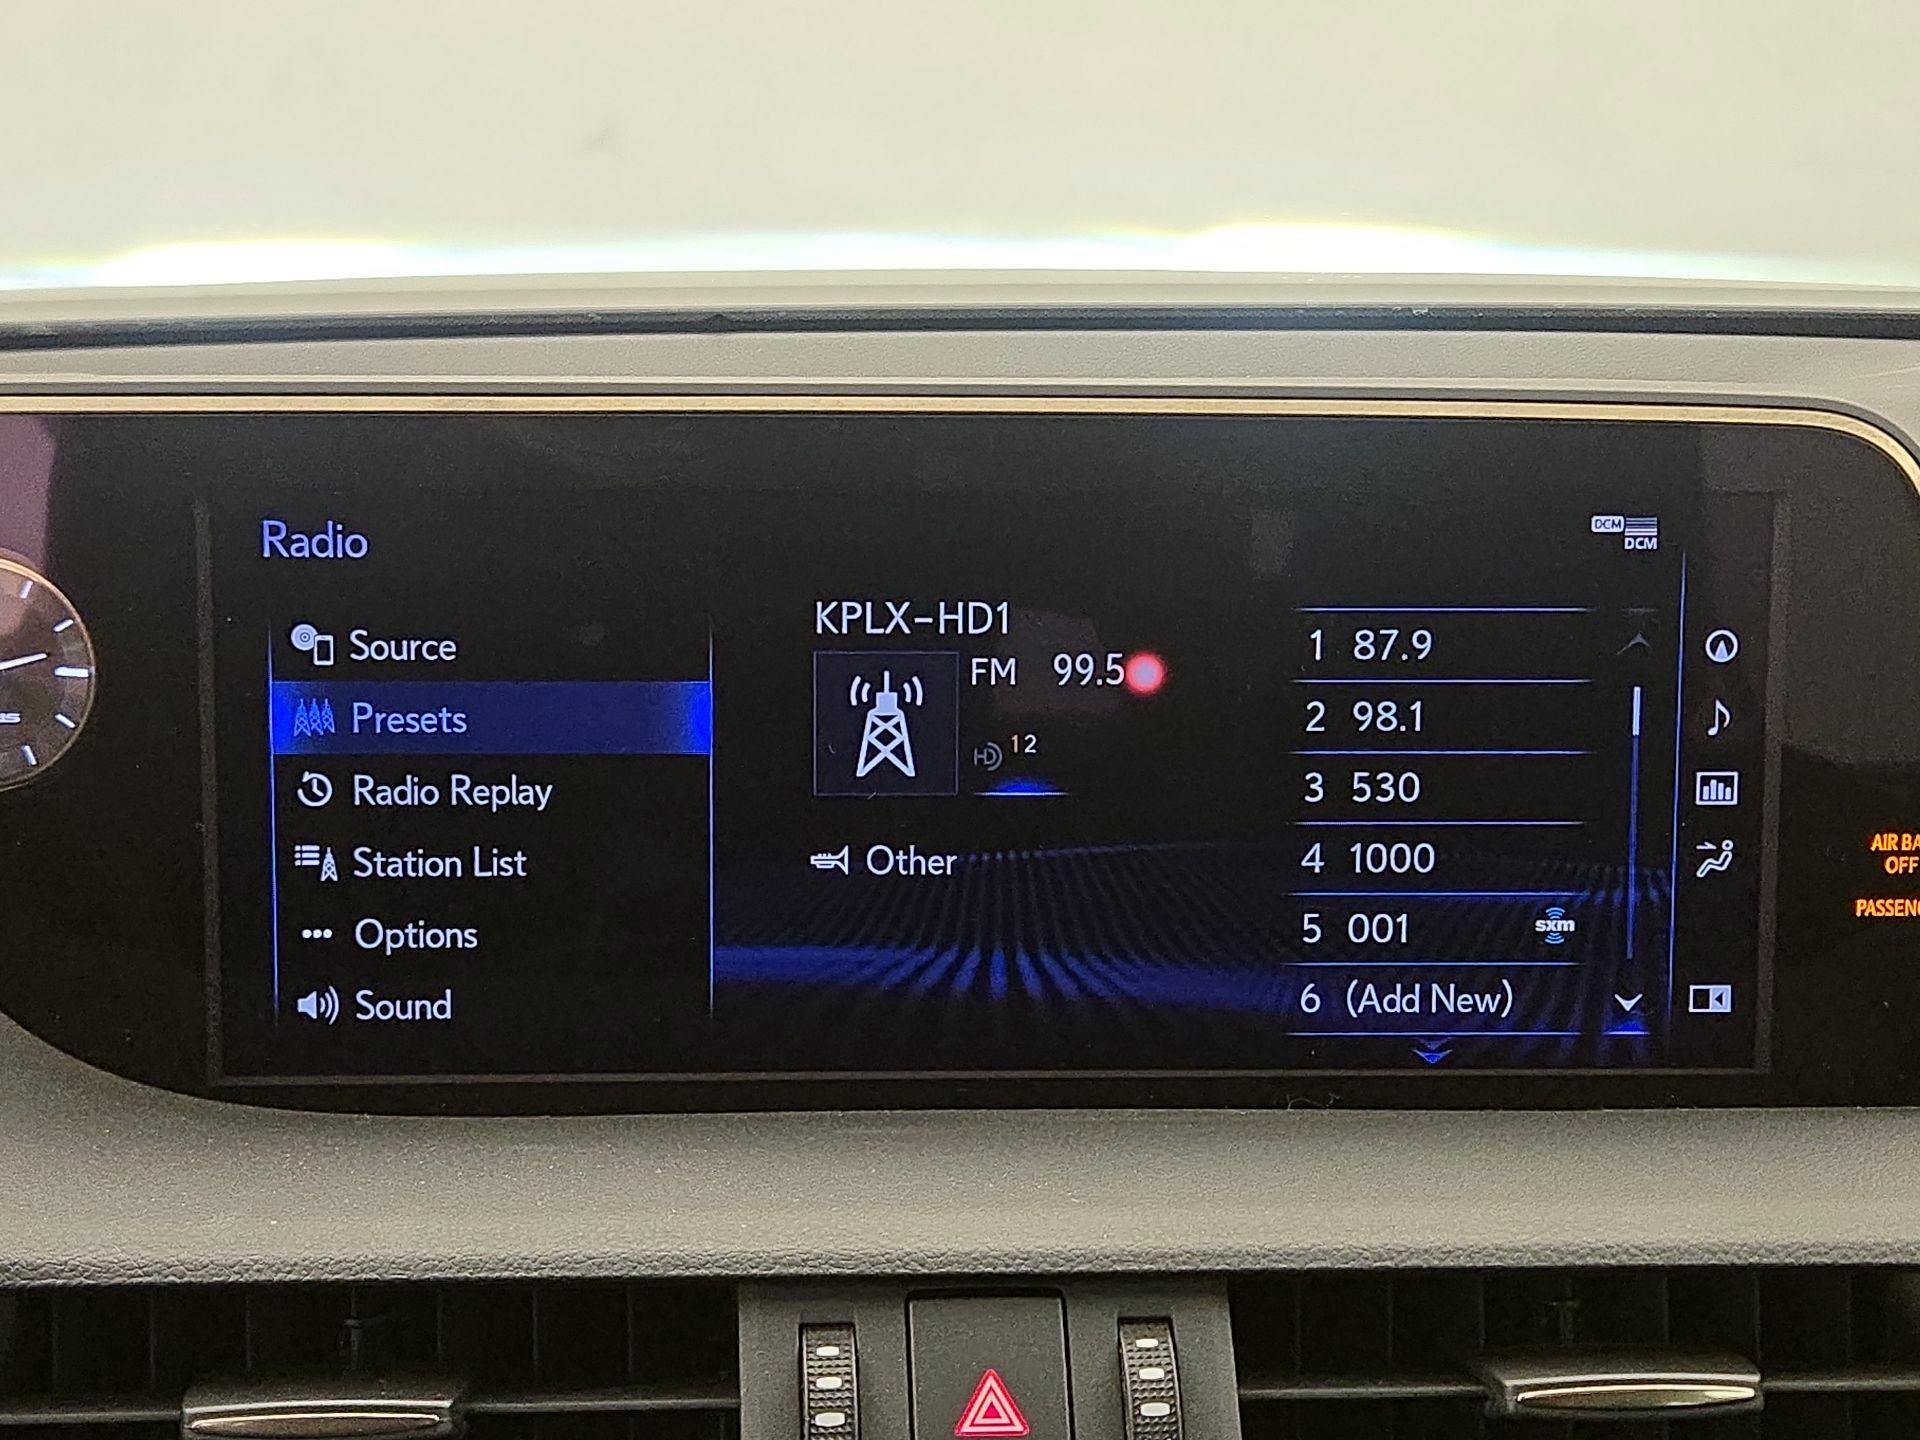 Radio
DCM
DCM
Source
Presets
Radio Replay
Station List
Options
Sound
KPLX-HD1
FM 99.5
HD 12
Other
1 87.9
2 98.1
3 530
4 1000
5 001 sxm
6 (Add New)
AIR BA
OFF
PASSENG